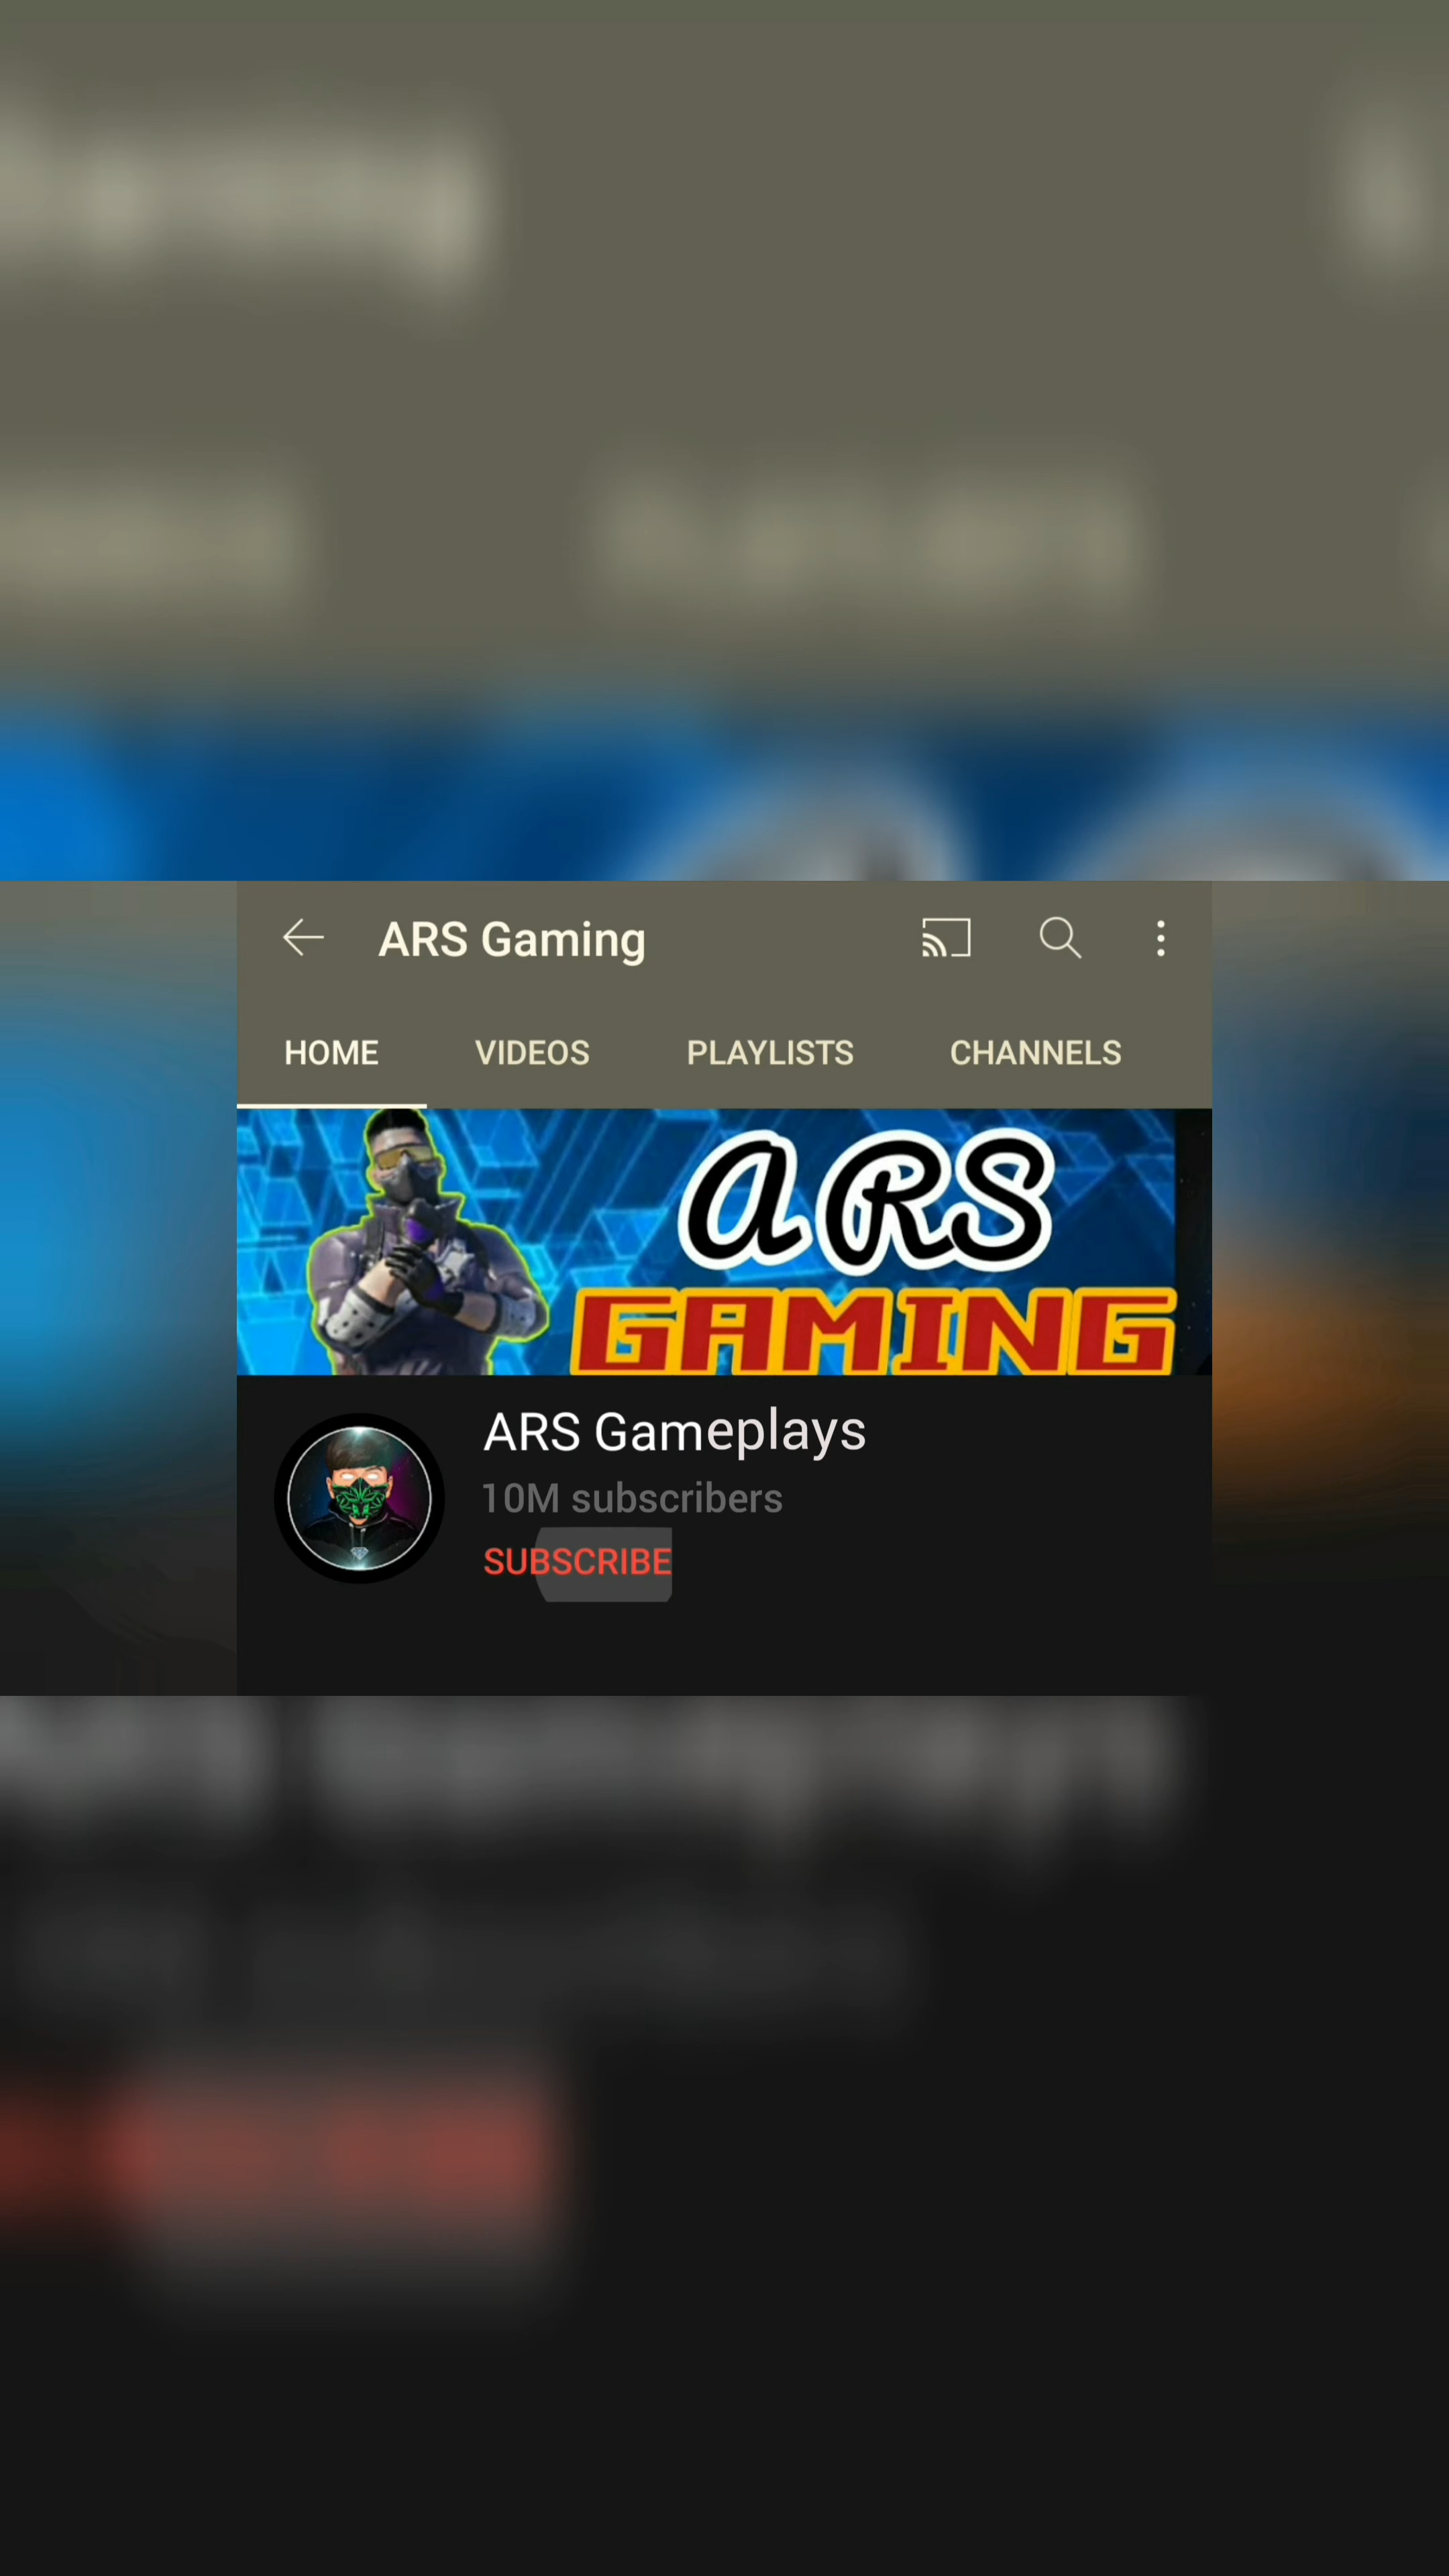 ARS Gaming
HOME VIDEOS PLAYLISTS CHANNELS
ARS
GAMING
ARS Gameplays
10M subscribers
SUBSCRIBE